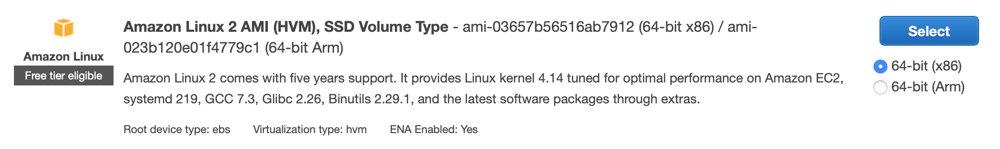 Amazon Linux
Free tier eligible
Amazon Linux 2 AMI (HVM), SSD Volume Type - ami-03657b56516ab7912 (64-bit x86) / ami-
023b120e01f4779c1 (64-bit Arm)
Amazon Linux 2 comes with five years support. It provides Linux kernel 4.14 tuned for optimal performance on Amazon EC2,
systemd 219, GCC 7.3, Glibc 2.26, Binutils 2.29.1, and the latest software packages through extras.
Root device type: ebs Virtualization type: hvm ENA Enabled: Yes
Select
64-bit (x86)
64-bit (Arm)